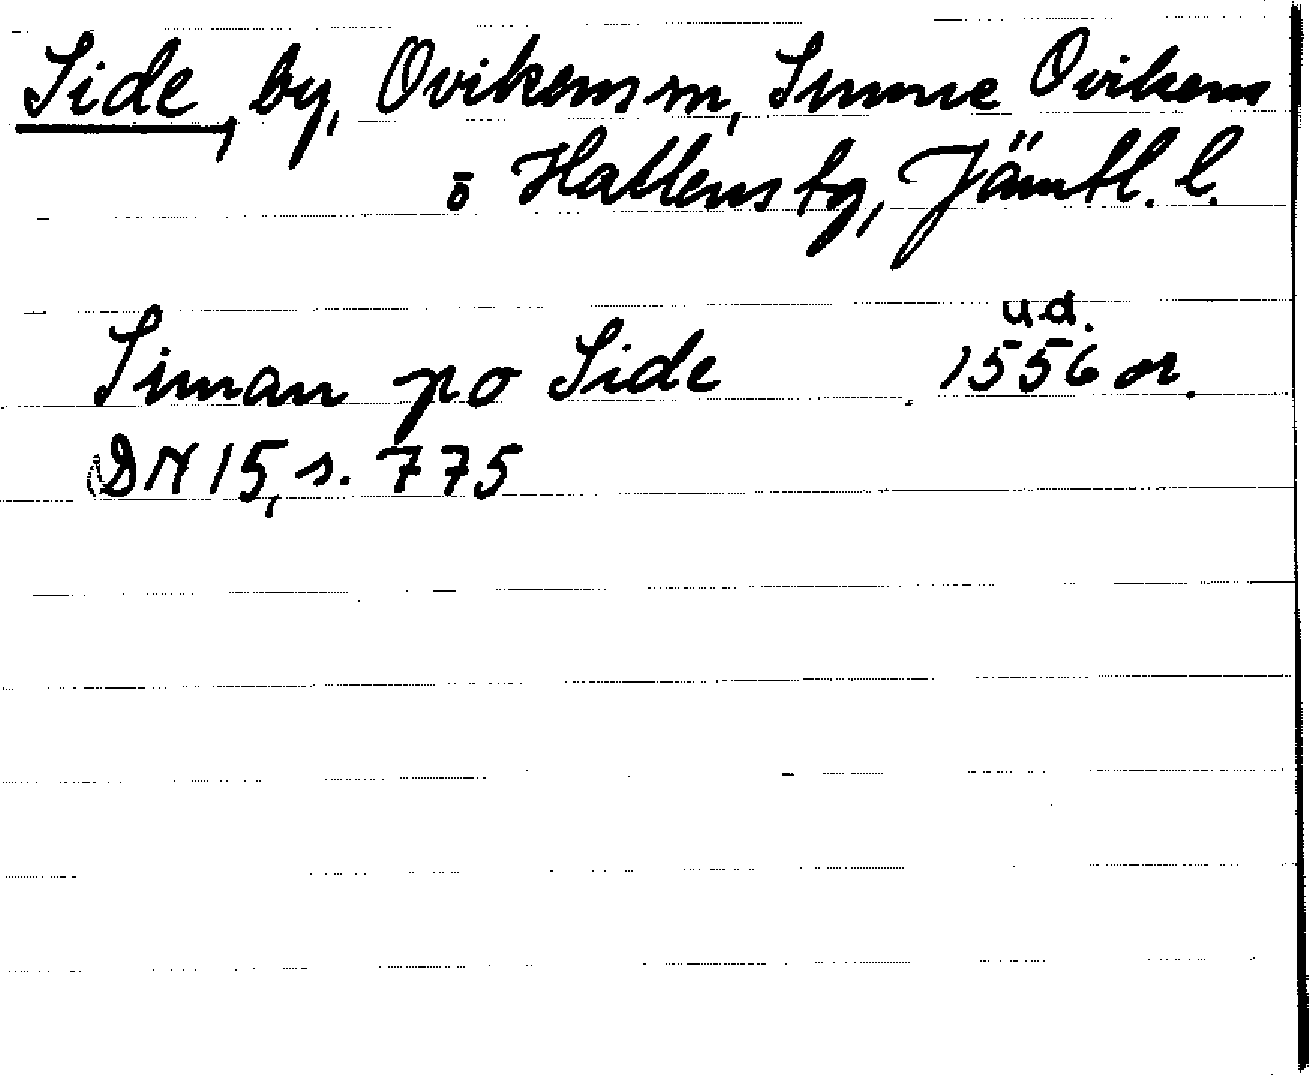 Side, by, Ovikens sn, Sunne Ovikens
o Hallens tg, Jämtl. l.
u.d.
Siman po Side 1556 or.
DN 15, s. 775